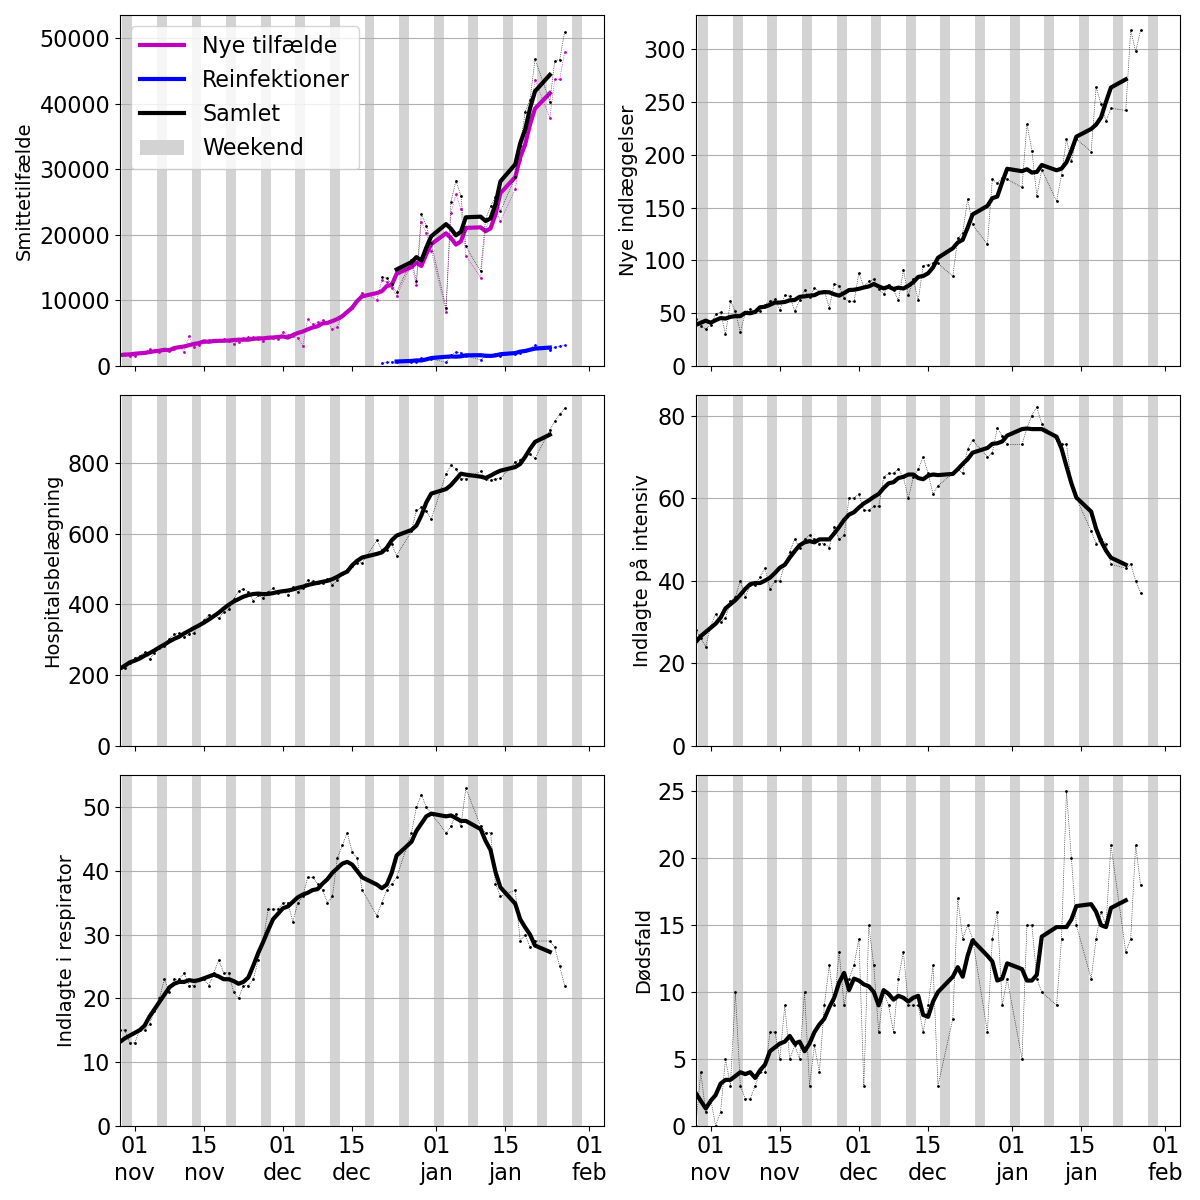 Smittetilfælde
50000
40000
30000
20000
10000
0
Nye tilfælde
Reinfektioner
Samlet
Weekend
Nye indlæggelser
300
250
200
150
100
50
0
Hospitalsbelægning
800
600
400
200
0
Indlagte på intensiv
80
60
40
20
0
Indlagte i respirator
50
40
30
20
10
0
01 15 01 15 01 15 01
nov nov dec dec jan jan feb
Dødsfald
25
20
15
10
5
0
01 15 01 15 01 15 01
nov nov dec dec jan jan feb